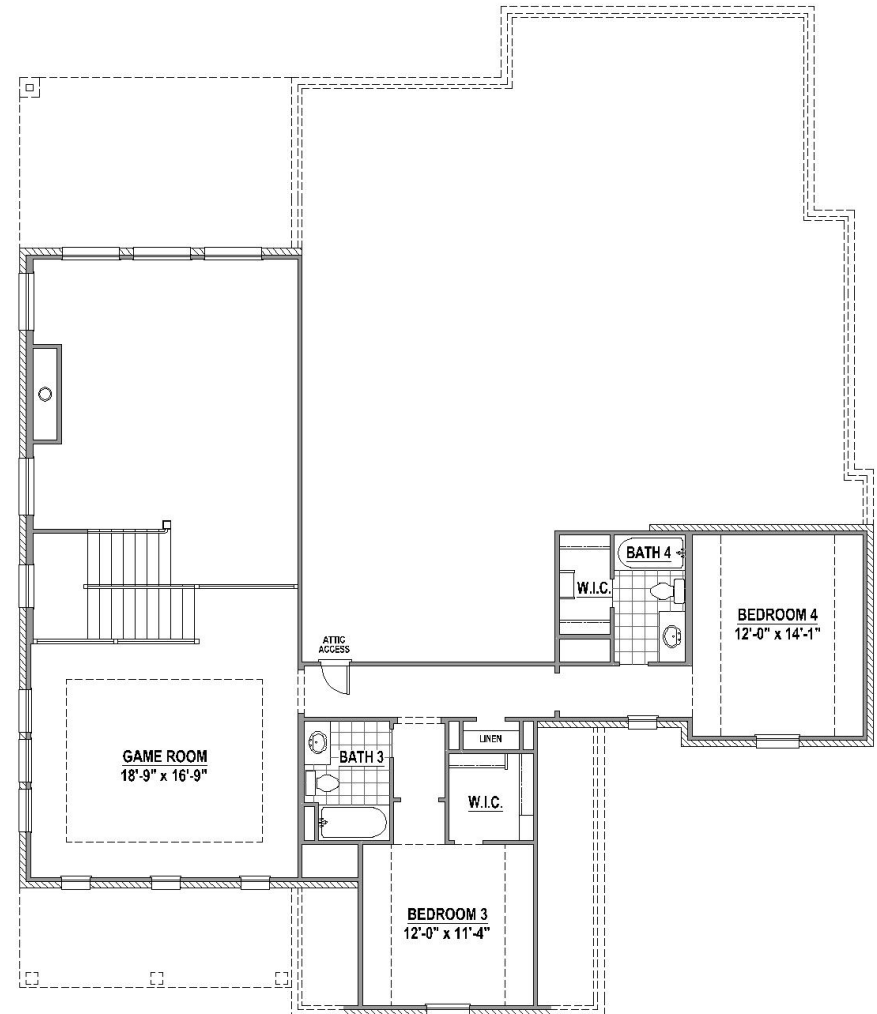 BATH 4
W.I.C.
BEDROOM 4
12'-0" x 14'-1"
ATTIC
ACCESS
LINEN
GAME ROOM
18'-9" x 16'-9"
BATH 3
W.I.C.
BEDROOM 3
12'-0" x 11'-4"